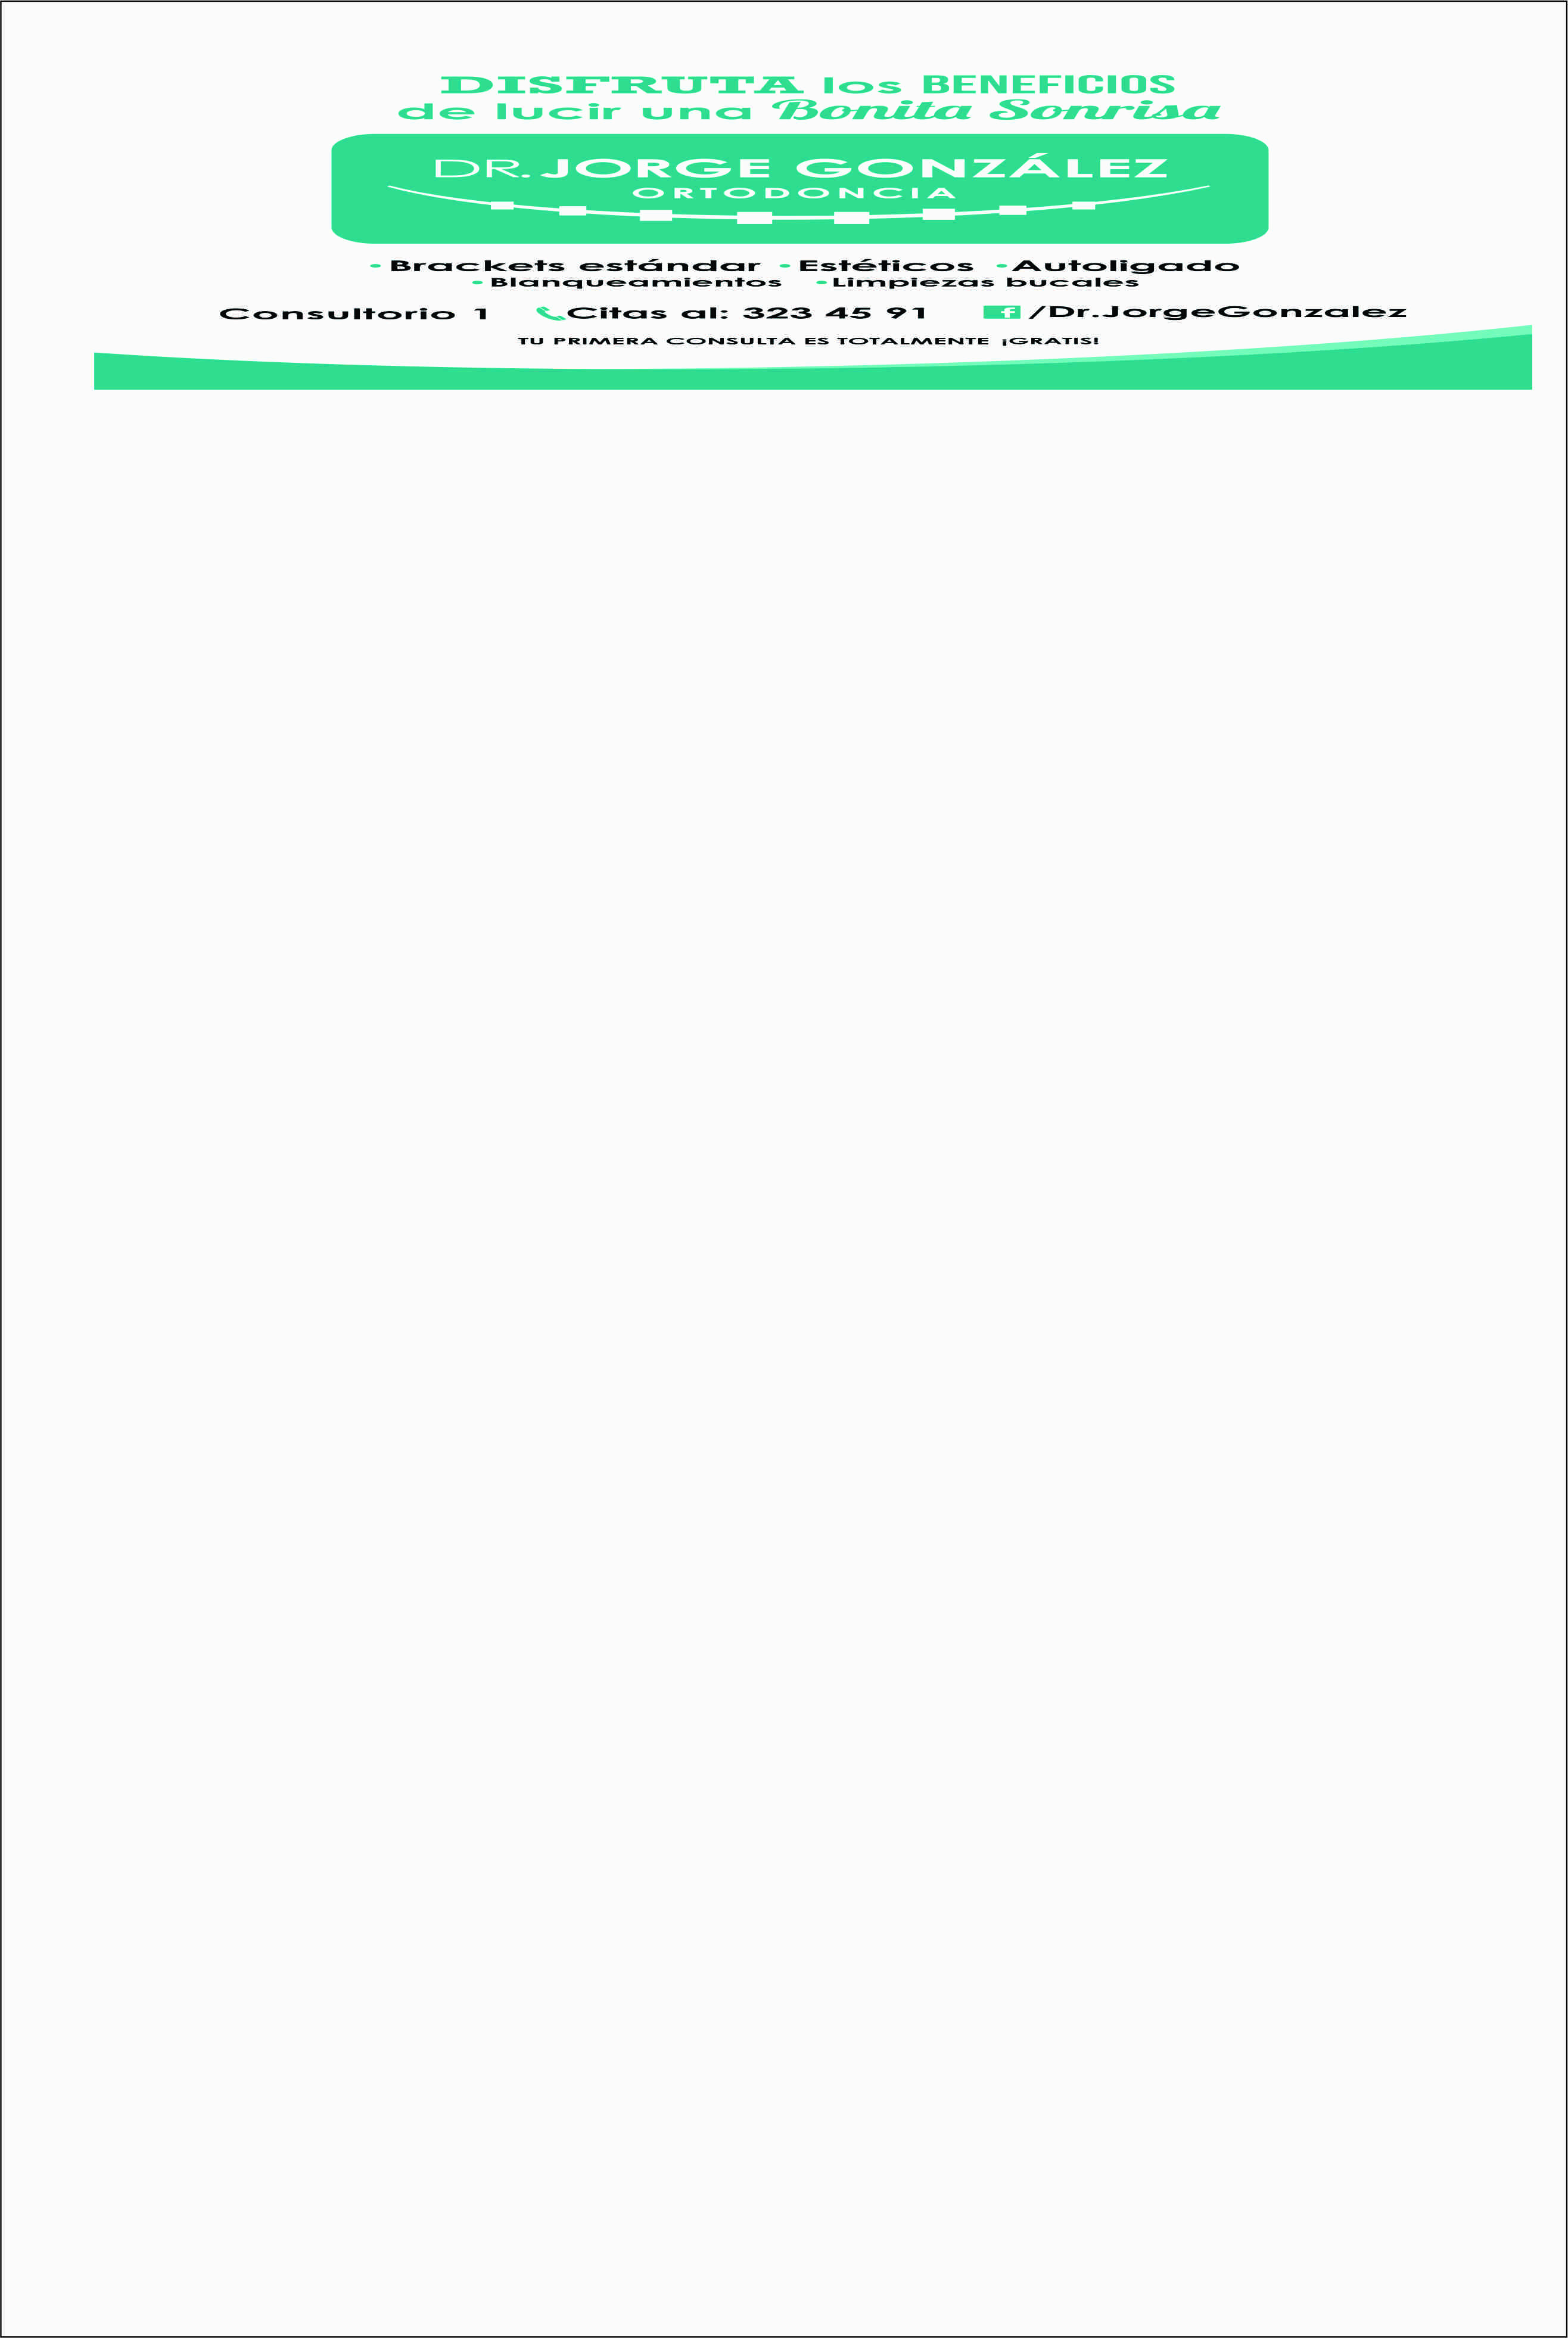 DISFRUTA los BENEFICIOS
de lucir una Bonita Sonrisa
DR. JORGE GONZÁLEZ
ORTODONCIA
•Brackets estándar •Estéticos •Autoligado
•Blanqueamientos •Limpiezas bucales
Consultorio 1 Citas al: 323 45 91 f /Dr.JorgeGonzalez
TU PRIMERA CONSULTA ES TOTALMENTE ¡GRATIS!